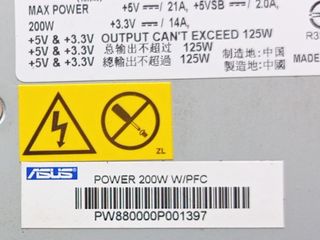 MAX POWER +5V⎓/ 21A, +5VSB⎓/ 2.0A,
200W +3.3V⎓/ 14A,
+5V & +3.3V OUTPUT CAN'T EXCEED 125W
+5V & +3.3V 总输出不超过 125W 制造地:中国
+5V & +3.3V 總輸出不超過 125W 製造地:中國
R3
ZL
ASUS POWER 200W W/PFC
PW880000P001397